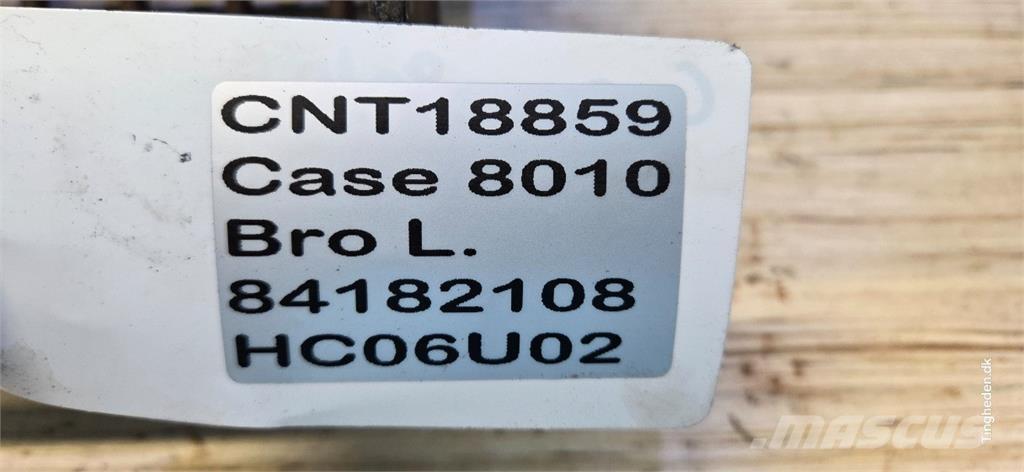 CNT18859
Case 8010
Bro L.
84182108
HC06U02
Tingheden.dk
MASCUS